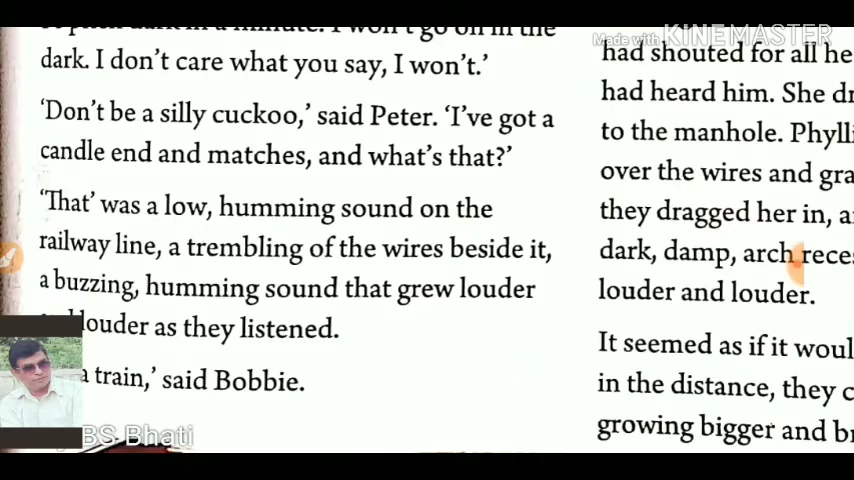 Made with KINEMASTER
dark. I don't care what you say, I won't.'
'Don't be a silly cuckoo,' said Peter. 'I've got a
candle end and matches, and what's that?'
'That' was a low, humming sound on the
railway line, a trembling of the wires beside it,
a buzzing, humming sound that grew louder
louder as they listened.
a train,' said Bobbie.
BS Bhati
had shouted for all he
had heard him. She
to the manhole.
over the wires and
they dragged her in,
dark, damp, arch
louder and louder.
It seemed as if it
in the distance, they
growing bigger and